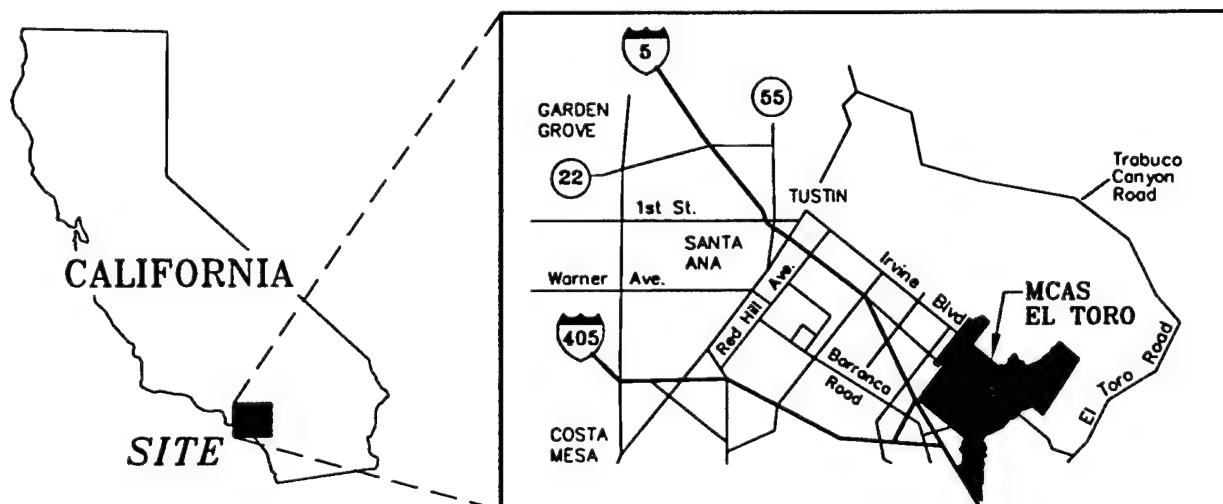 CALIFORNIA
SITE
5
55
GARDEN
GROVE
22
TUSTIN
Trabuco
Canyon
Road
1st St.
SANTA
ANA
Irvine Blvd
Warner Ave.
Red Hill Ave.
MCAS
EL TORO
405
Barranca
Road
El Toro Road
COSTA
MESA